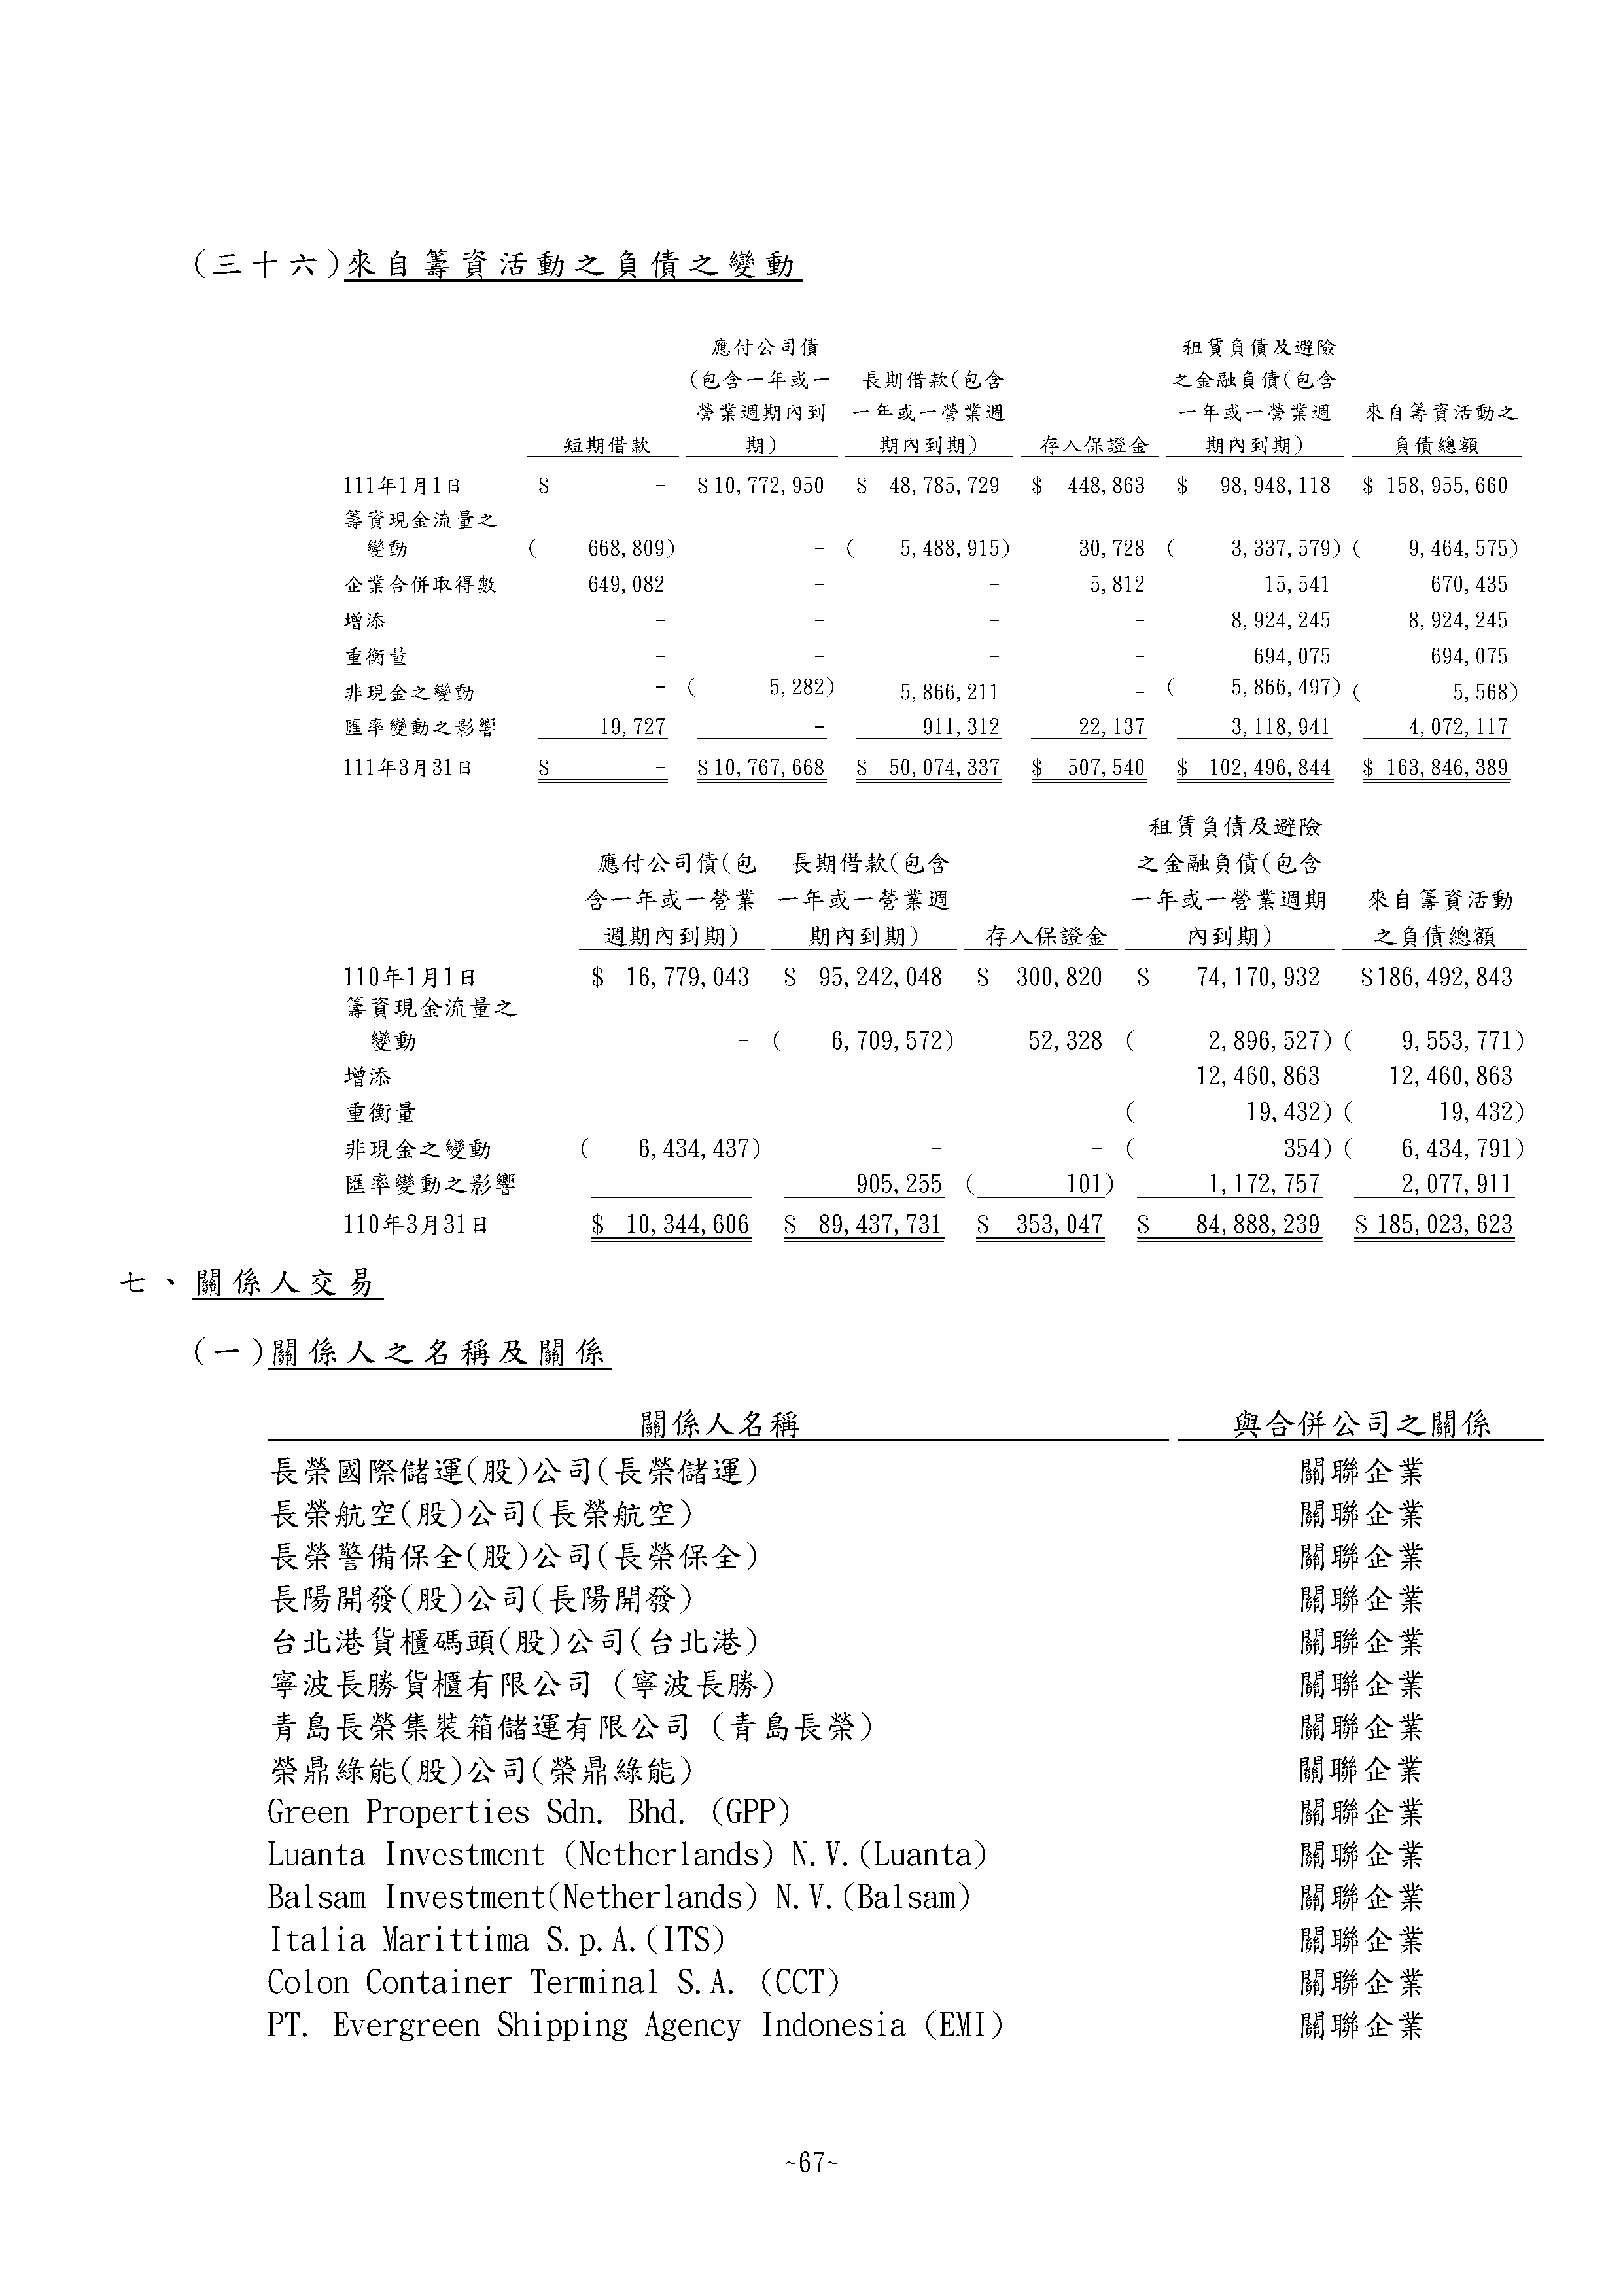 (三十六)來自籌資活動之負債之變動
應付公司債 租賃負債及避險
(包含一年或一 長期借款(包含 之金融負債(包含
營業週期內到 一年或一營業週 一年或一營業週 來自籌資活動之
短期借款 期) 期內到期) 存入保證金 期內到期) 負債總額
111年1月1日 $ - $10,772,950 $ 48,785,729 $ 448,863 $ 98,948,118 $ 158,955,660
籌資現金流量之
變動 ( 668,809) - ( 5,488,915) 30,728 ( 3,337,579) ( 9,464,575)
企業合併取得數 649,082 - - 5,812 15,541 670,435
增添 - - - - 8,924,245 8,924,245
重衡量 - - - - 694,075 694,075
非現金之變動 - ( 5,282) 5,866,211 - ( 5,866,497) ( 5,568)
匯率變動之影響 19,727 - 911,312 22,137 3,118,941 4,072,117
111年3月31日 $ - $10,767,668 $ 50,074,337 $ 507,540 $ 102,496,844 $ 163,846,389
租賃負債及避險
應付公司債(包 長期借款(包含 之金融負債(包含
含一年或一營業 一年或一營業週 一年或一營業週期 來自籌資活動
週期內到期) 期內到期) 存入保證金 內到期) 之負債總額
110年1月1日 $ 16,779,043 $ 95,242,048 $ 300,820 $ 74,170,932 $186,492,843
籌資現金流量之
變動 - ( 6,709,572) 52,328 ( 2,896,527) ( 9,553,771)
增添 - - - 12,460,863 12,460,863
重衡量 - - - ( 19,432) ( 19,432)
非現金之變動 ( 6,434,437) - - ( 354) ( 6,434,791)
匯率變動之影響 - 905,255 ( 101) 1,172,757 2,077,911
110年3月31日 $ 10,344,606 $ 89,437,731 $ 353,047 $ 84,888,239 $ 185,023,623
七、關係人交易
(一)關係人之名稱及關係
關係人名稱 與合併公司之關係
長榮國際儲運(股)公司(長榮儲運) 關聯企業
長榮航空(股)公司(長榮航空) 關聯企業
長榮警備保全(股)公司(長榮保全) 關聯企業
長陽開發(股)公司(長陽開發) 關聯企業
台北港貨櫃碼頭(股)公司(台北港) 關聯企業
寧波長勝貨櫃有限公司 (寧波長勝) 關聯企業
青島長榮集裝箱儲運有限公司 (青島長榮) 關聯企業
榮鼎綠能(股)公司(榮鼎綠能) 關聯企業
Green Properties Sdn. Bhd. (GPP) 關聯企業
Luanta Investment (Netherlands) N.V.(Luanta) 關聯企業
Balsam Investment(Netherlands) N.V.(Balsam) 關聯企業
Italia Marittima S.p.A.(ITS) 關聯企業
Colon Container Terminal S.A. (CCT) 關聯企業
PT. Evergreen Shipping Agency Indonesia (EMI) 關聯企業
~67~